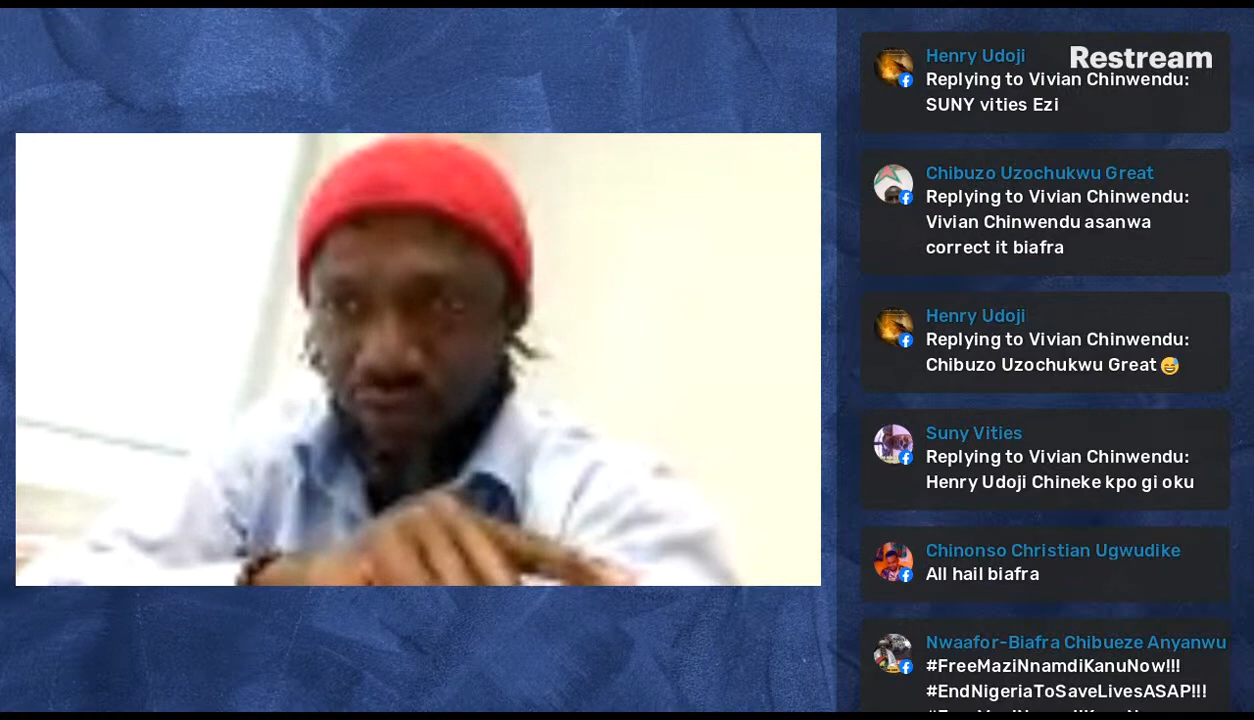 Restream
Henry Udoji
Replying to Vivian Chinwendu:
SUNY vities Ezi
Chibuzo Uzochukwu Great
Replying to Vivian Chinwendu:
Vivian Chinwendu asanwa
correct it biafra
Henry Udoji
Replying to Vivian Chinwendu:
Chibuzo Uzochukwu Great😅
Suny Vities
Replying to Vivian Chinwendu:
Henry Udoji Chineke kpo gi oku
Chinonso Christian Ugwudike
All hail biafra
Nwaafor-Biafra Chibueze Anyanwu
#FreeMaziNnamdiKanuNow!!!
#EndNigeriaToSaveLivesASAP!!!